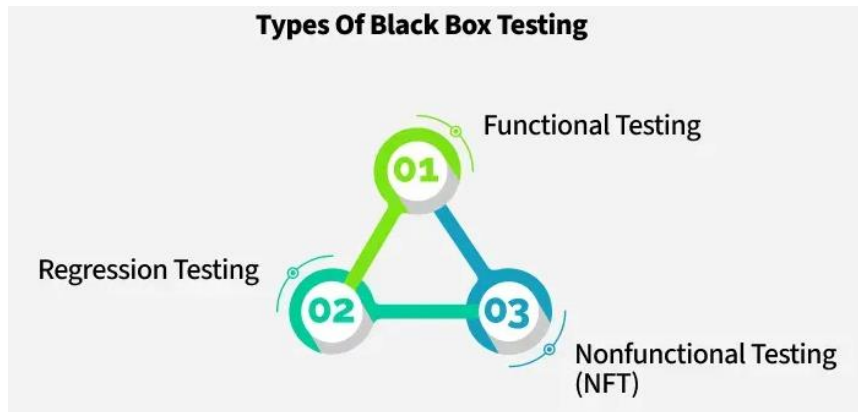 Types Of Black Box Testing
01
Functional Testing
Regression Testing
02
03
Nonfunctional Testing
(NFT)